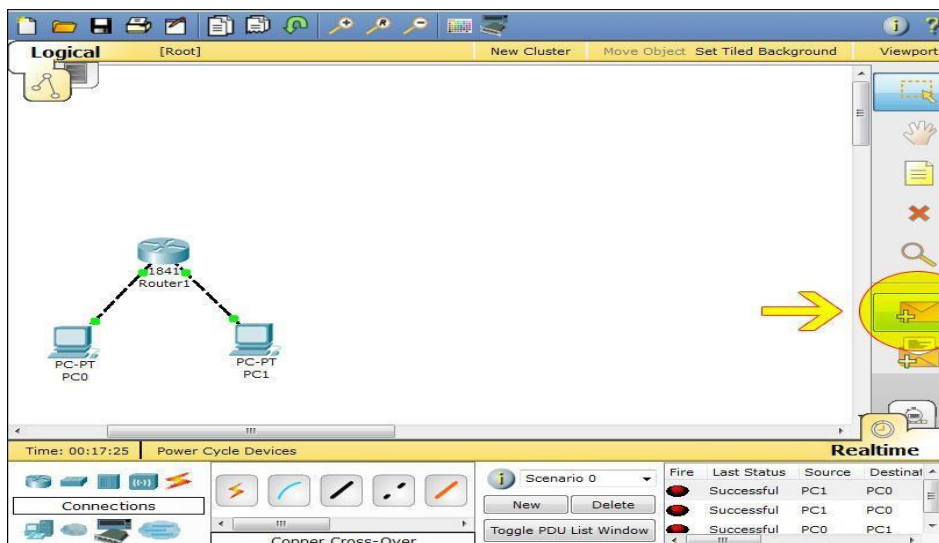 Logical [Root] New Cluster Move Object Set Tiled Background Viewport
1841
Router1
PC-PT
PC0
PC-PT
PC1
Time: 00:17:25 Power Cycle Devices Realtime
Connections
Copper Cross-Over
Scenario 0
New Delete
Toggle PDU List Window
Fire Last Status Source Destinat
Successful PC1 PC0
Successful PC1 PC0
Successful PC0 PC1